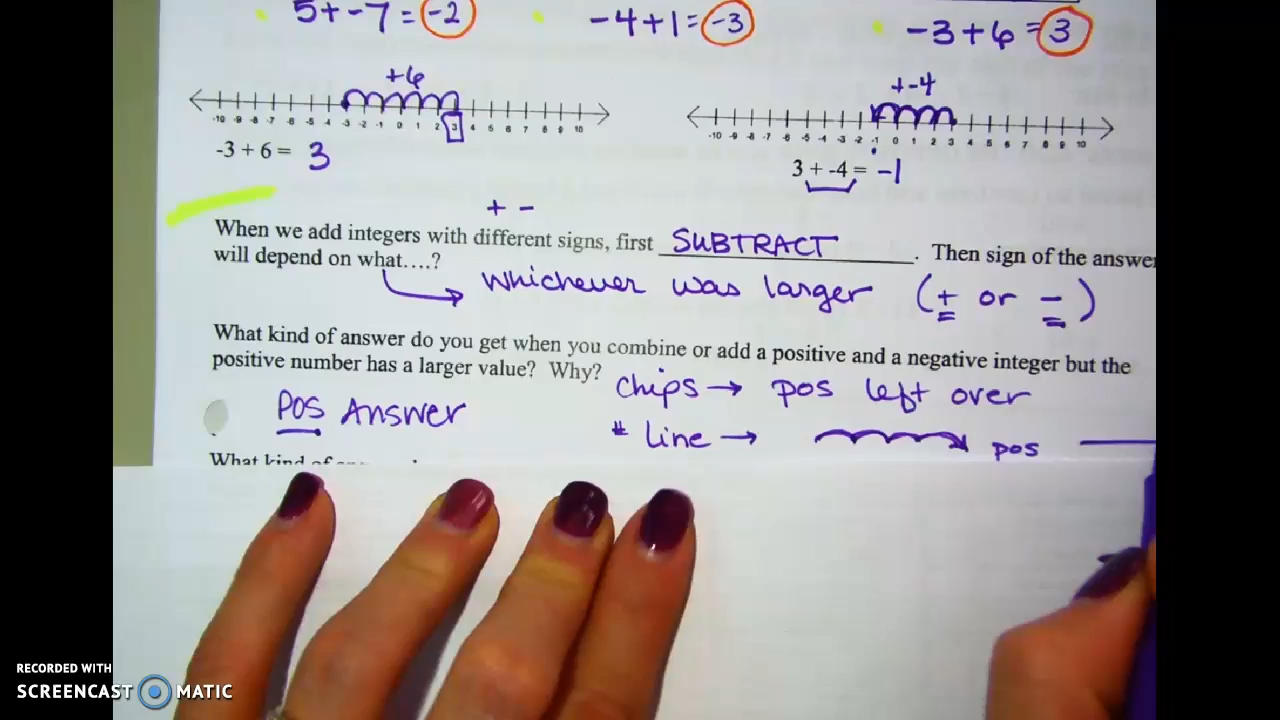 5 + -7 = -2 -4 + 1 = -3 -3 + 6 = 3
+6 +-4
-10 -9 -8 -7 -6 -5 -4 -3 -2 -1 0 1 2 3 4 5 6 7 8 9 10
-10 -9 -8 -7 -6 -5 -4 -3 -2 -1 0 1 2 3 4 5 6 7 8 9 10
-3 + 6 = 3 3 + -4 = -1
+ -
When we add integers with different signs, first SUBTRACT. Then sign of the answer
will depend on what....?
whichever was larger (+ or -)
What kind of answer do you get when you combine or add a positive and a negative integer but the
positive number has a larger value? Why?
chips → pos left over
POS Answer
# line → pos
What kind of
RECORDED WITH
SCREENCAST MATIC